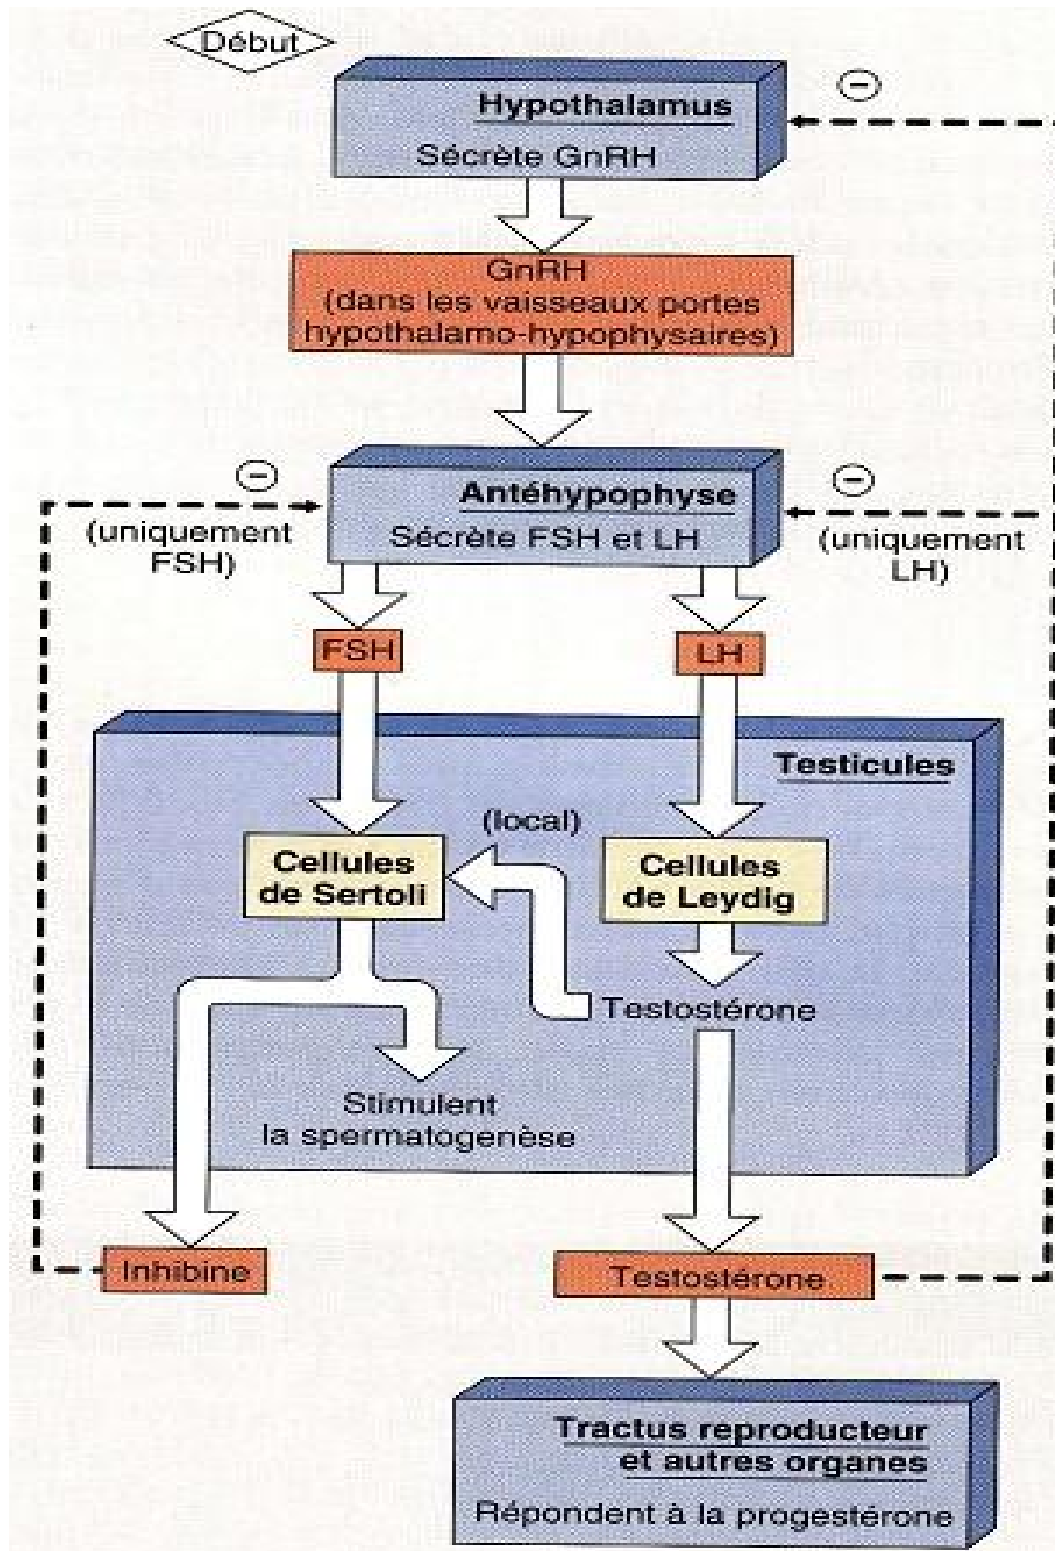 Début
Hypothalamus
Sécrète GnRH
GnRH
(dans les vaisseaux portes
hypothalamo-hypophysaires)
Antéhypophyse
Sécrète FSH et LH
(uniquement
FSH)
(uniquement
LH)
FSH
LH
Testicules
(local)
Cellules
de Sertoli
Cellules
de Leydig
Testostérone
Stimulent
la spermatogenèse
Inhibine
Testostérone
Tractus reproducteur
et autres organes
Répondent à la progestérone